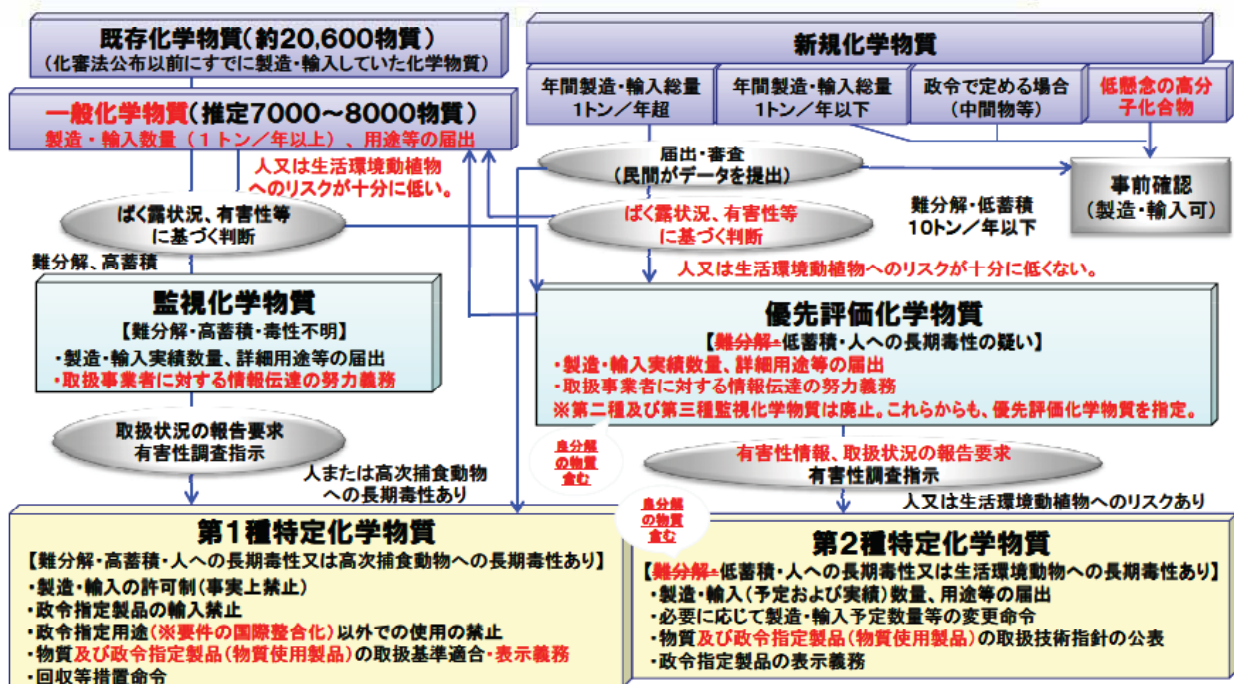 既存化学物質(約20,600物質)
(化審法公布以前にすでに製造・輸入していた化学物質)
新規化学物質
年間製造・輸入総量
1トン／年超
年間製造・輸入総量
1トン／年以下
政令で定める場合
(中間物等)
低懸念の高分
子化合物
一般化学物質(推定7000～8000物質)
製造・輸入数量(1トン／年以上)、用途等の届出
届出・審査
(民間がデータを提出)
人又は生活環境動植物
へのリスクが十分に低い。
事前確認
(製造・輸入可)
ばく露状況、有害性等
に基づく判断
ばく露状況、有害性等
に基づく判断
難分解・低蓄積
10トン／年以下
難分解、高蓄積
人又は生活環境動植物へのリスクが十分に低くない。
監視化学物質
【難分解・高蓄積・毒性不明】
・製造・輸入実績数量、詳細用途等の届出
・取扱事業者に対する情報伝達の努力義務
優先評価化学物質
【難分解・低蓄積・人への長期毒性の疑い】
・製造・輸入実績数量、詳細用途等の届出
・取扱事業者に対する情報伝達の努力義務
※第二種及び第三種監視化学物質は廃止。これらからも、優先評価化学物質を指定。
取扱状況の報告要求
有害性調査指示
良分解
の物質
含む
有害性情報、取扱状況の報告要求
有害性調査指示
人または高次捕食動物
への長期毒性あり
人又は生活環境動植物へのリスクあり
良分解
の物質
含む
第1種特定化学物質
【難分解・高蓄積・人への長期毒性又は高次捕食動物への長期毒性あり】
・製造・輸入の許可制(事実上禁止)
・政令指定製品の輸入禁止
・政令指定用途(※要件の国際整合化)以外での使用の禁止
・物質及び政令指定製品(物質使用製品)の取扱基準適合・表示義務
・回収等措置命令
第2種特定化学物質
【難分解・低蓄積・人への長期毒性又は生活環境動物への長期毒性あり】
・製造・輸入(予定および実績)数量、用途等の届出
・必要に応じて製造・輸入予定数量等の変更命令
・物質及び政令指定製品(物質使用製品)の取扱技術指針の公表
・政令指定製品の表示義務